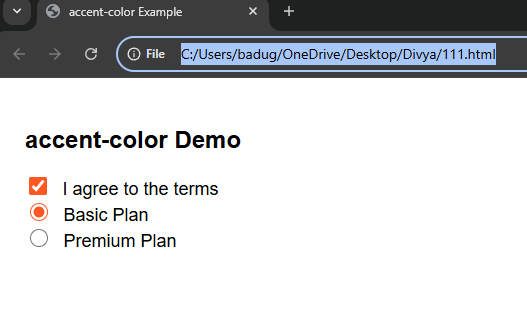 accent-color Example
File
C:/Users/badug/OneDrive/Desktop/Divya/111.html
accent-color Demo
I agree to the terms
Basic Plan
Premium Plan